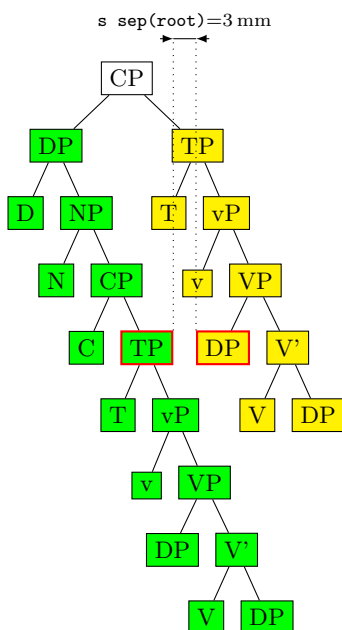 s sep(root)=3 mm
CP
DP TP
D NP T vP
N CP v VP
C TP DP V'
T vP V DP
v VP
DP V'
V DP